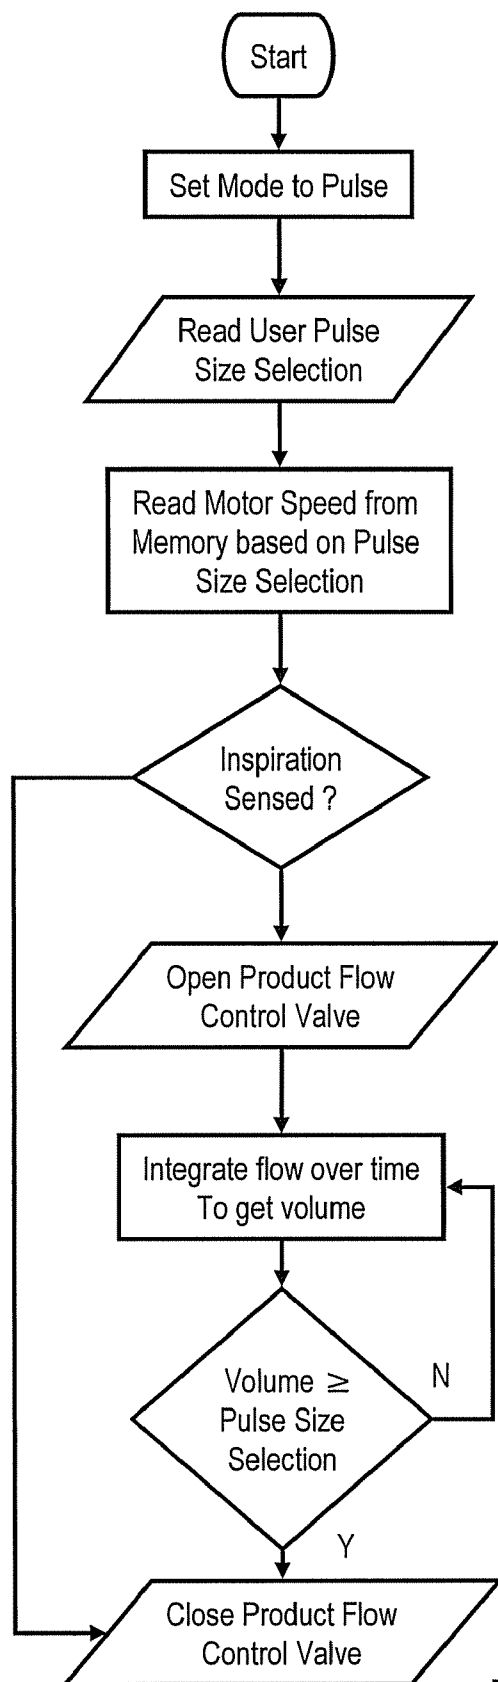 Start
Set Mode to Pulse
Read User Pulse
Size Selection
Read Motor Speed from
Memory based on Pulse
Size Selection
Inspiration
Sensed ?
Open Product Flow
Control Valve
Integrate flow over time
To get volume
Volume ≥
Pulse Size
Selection
N
Y
Close Product Flow
Control Valve